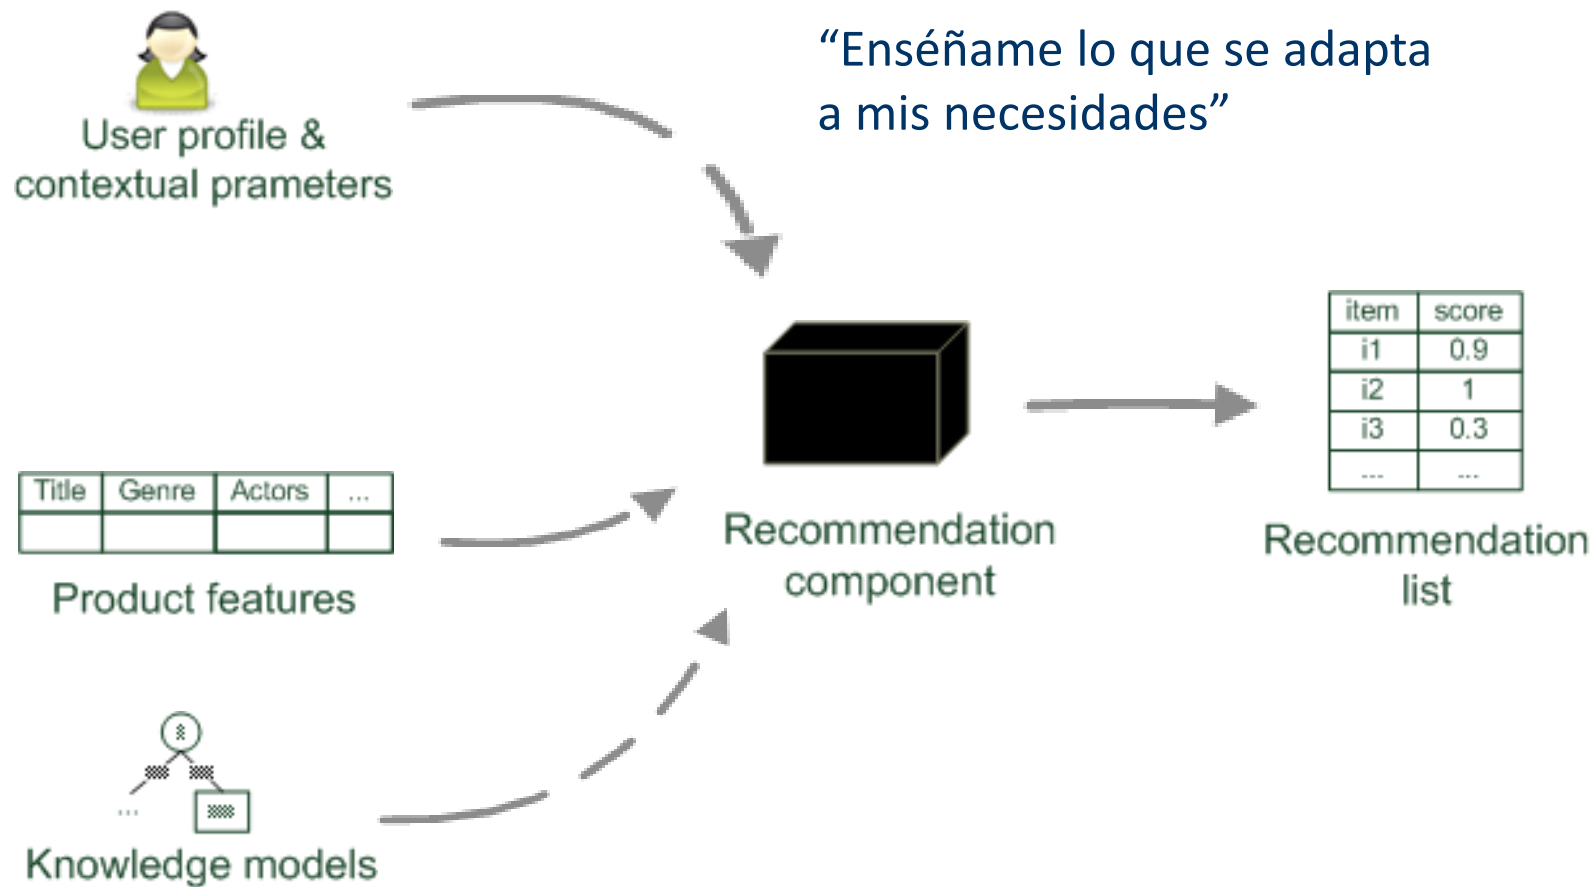 “Enséñame lo que se adapta
a mis necesidades”
User profile &
contextual prameters
Title Genre Actors ...
Product features
...
Knowledge models
Recommendation
component
item score
i1 0.9
i2 1
i3 0.3
... ...
Recommendation
list